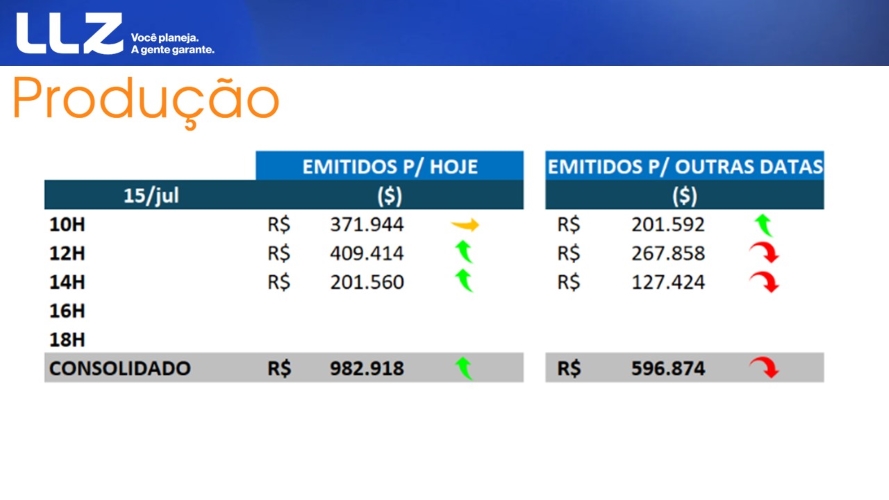 LLZ
Você planeja.
A gente garante.
Produção
EMITIDOS P/ HOJE EMITIDOS P/ OUTRAS DATAS
15/jul ($) ($)
10H R$ 371.944 R$ 201.592
12H R$ 409.414 R$ 267.858
14H R$ 201.560 R$ 127.424
16H
18H
CONSOLIDADO R$ 982.918 R$ 596.874